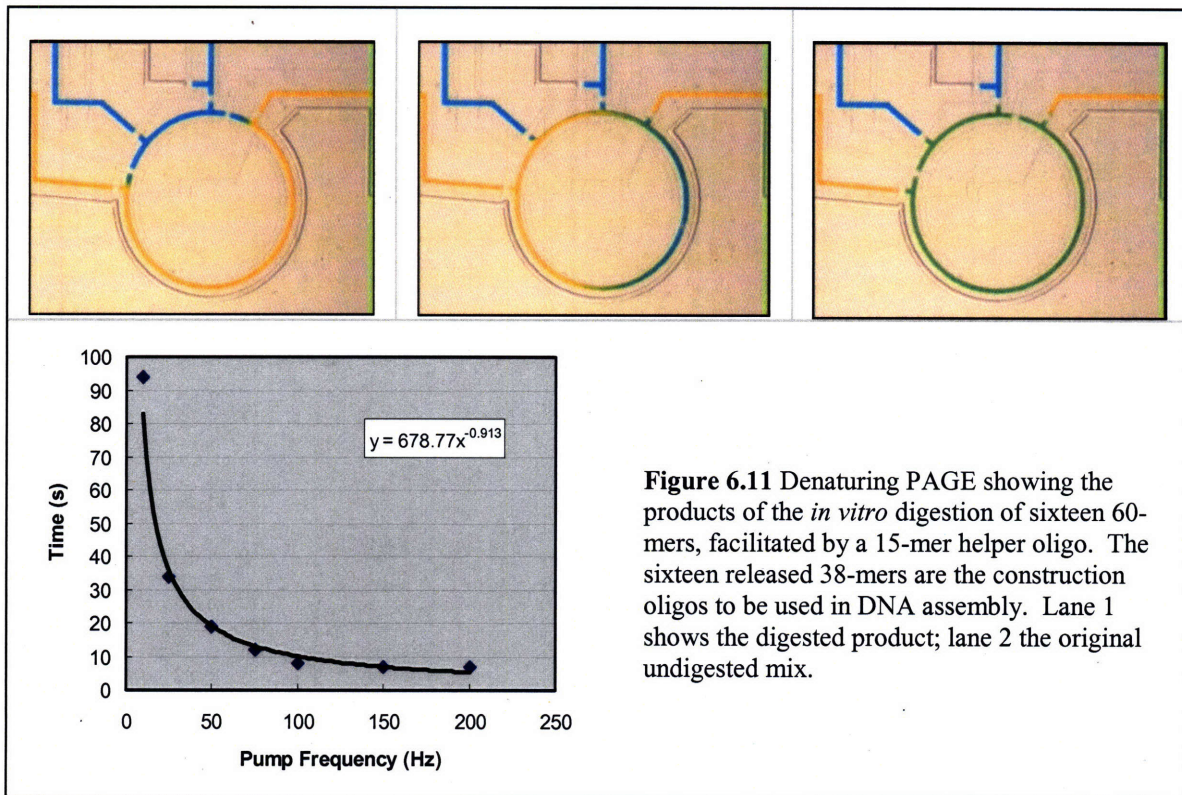 100
90
80
70
60
50
40
30
20
10
0
Time (s)
y = 678.77x^-0.913
0 50 100 150 200 250
Pump Frequency (Hz)
Figure 6.11 Denaturing PAGE showing the
products of the in vitro digestion of sixteen 60-
mers, facilitated by a 15-mer helper oligo. The
sixteen released 38-mers are the construction
oligos to be used in DNA assembly. Lane 1
shows the digested product; lane 2 the original
undigested mix.